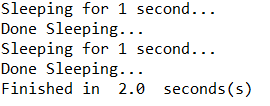 Sleeping for 1 second...
Done Sleeping...
Sleeping for 1 second...
Done Sleeping...
Finished in  2.0  seconds(s)